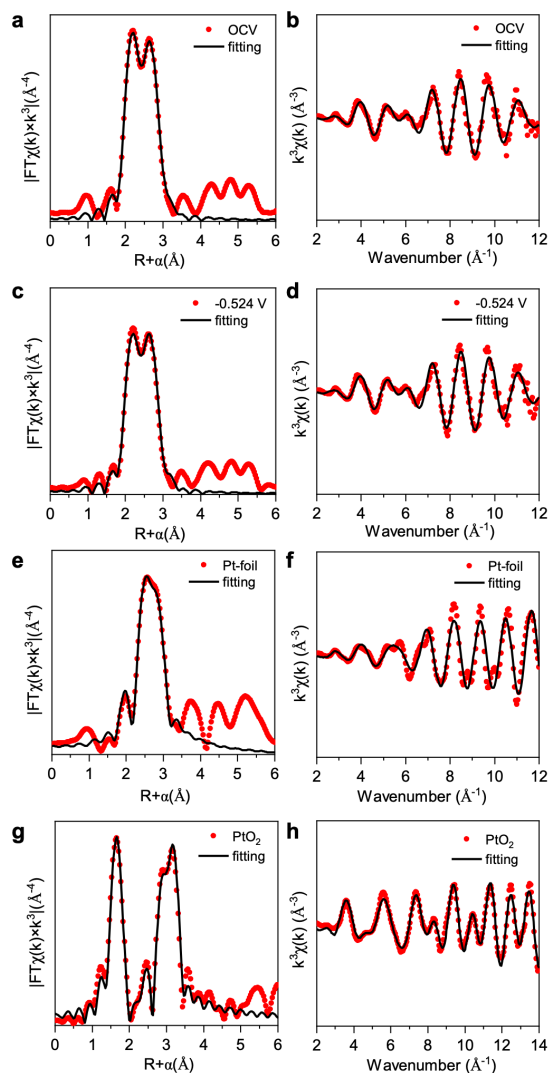 a
OCV
fitting
|FTχ(k)×k³|(Å⁻⁴)
0 1 2 3 4 5 6
R+α(Å)
b
OCV
fitting
k³χ(k) (Å⁻³)
2 4 6 8 10 12
Wavenumber (Å⁻¹)
c
-0.524 V
fitting
|FTχ(k)×k³|(Å⁻⁴)
0 1 2 3 4 5 6
R+α(Å)
d
-0.524 V
fitting
k³χ(k) (Å⁻³)
2 4 6 8 10 12
Wavenumber (Å⁻¹)
e
Pt-foil
fitting
|FTχ(k)×k³|(Å⁻⁴)
0 1 2 3 4 5 6
R+α(Å)
f
Pt-foil
fitting
k³χ(k) (Å⁻³)
2 4 6 8 10 12
Wavenumber (Å⁻¹)
g
PtO₂
fitting
|FTχ(k)×k³|(Å⁻⁴)
0 1 2 3 4 5 6
R+α(Å)
h
PtO₂
fitting
k³χ(k) (Å⁻³)
2 4 6 8 10 12 14
Wavenumber (Å⁻¹)